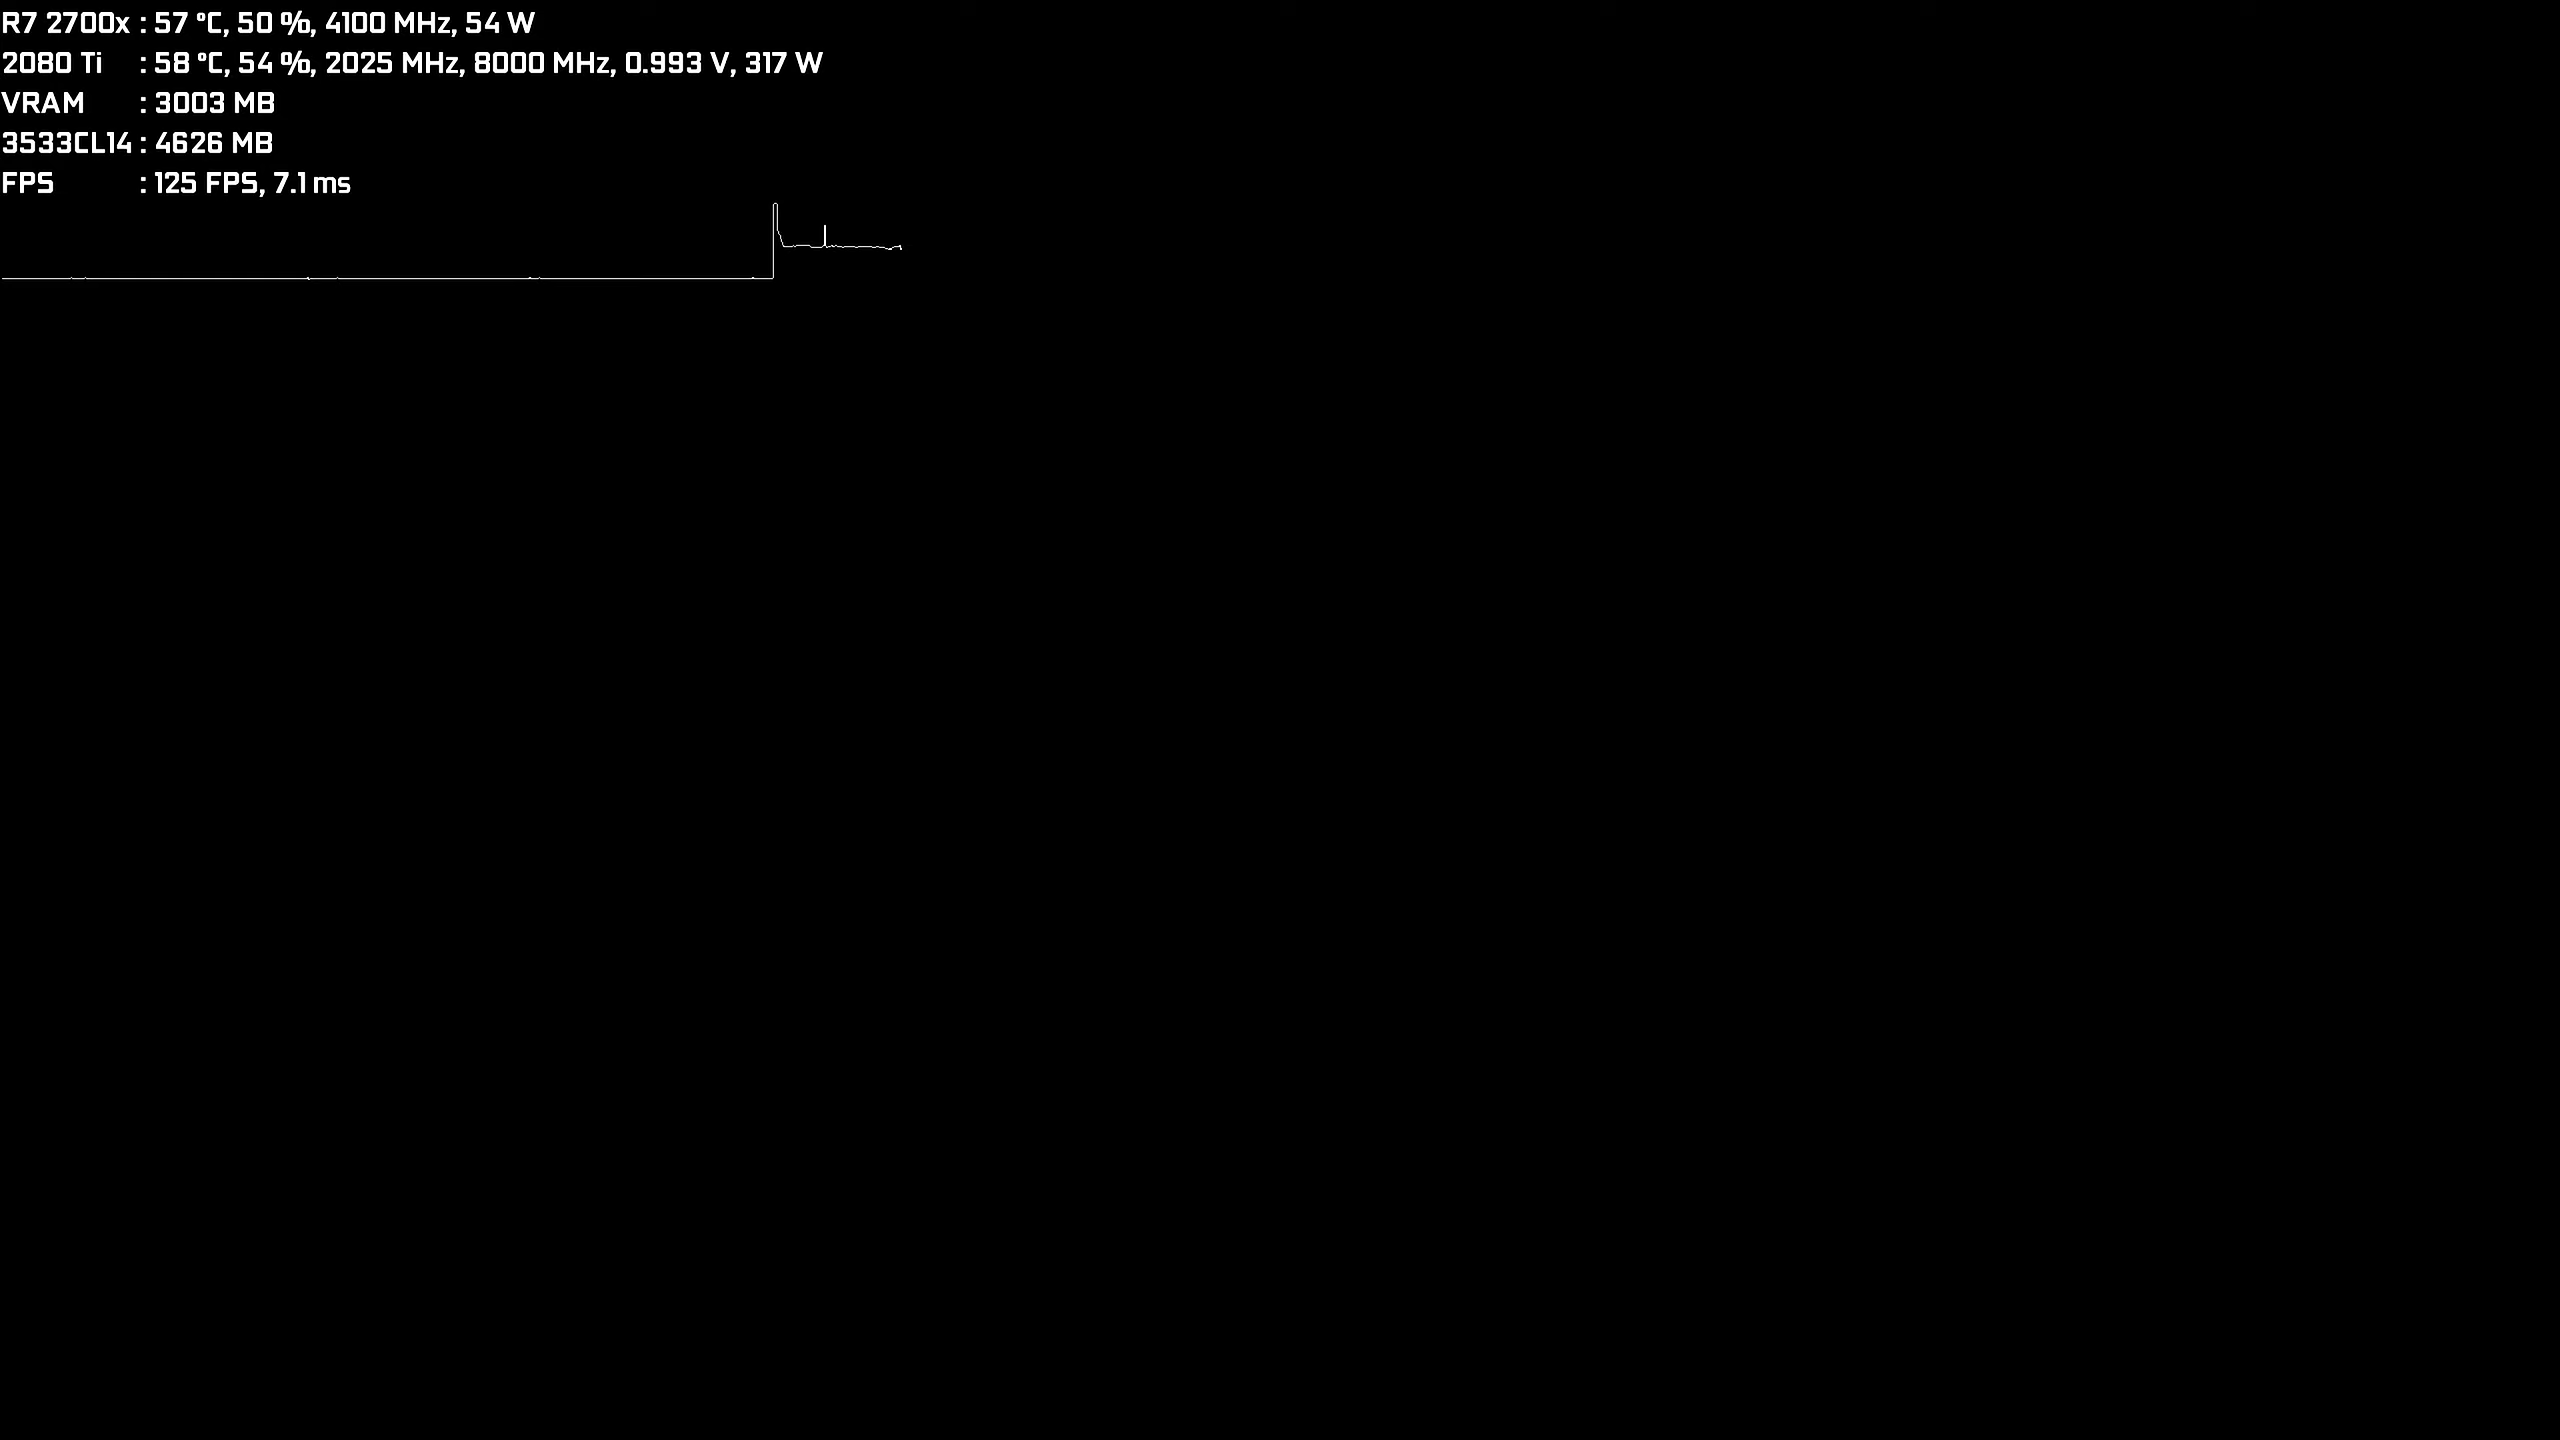 R7 2700x : 57 °C, 50 %, 4100 MHz, 54 W
2080 Ti : 58 °C, 54 %, 2025 MHz, 8000 MHz, 0.993 V, 317 W
VRAM : 3003 MB
3533CL14 : 4626 MB
FPS : 125 FPS, 7.1 ms